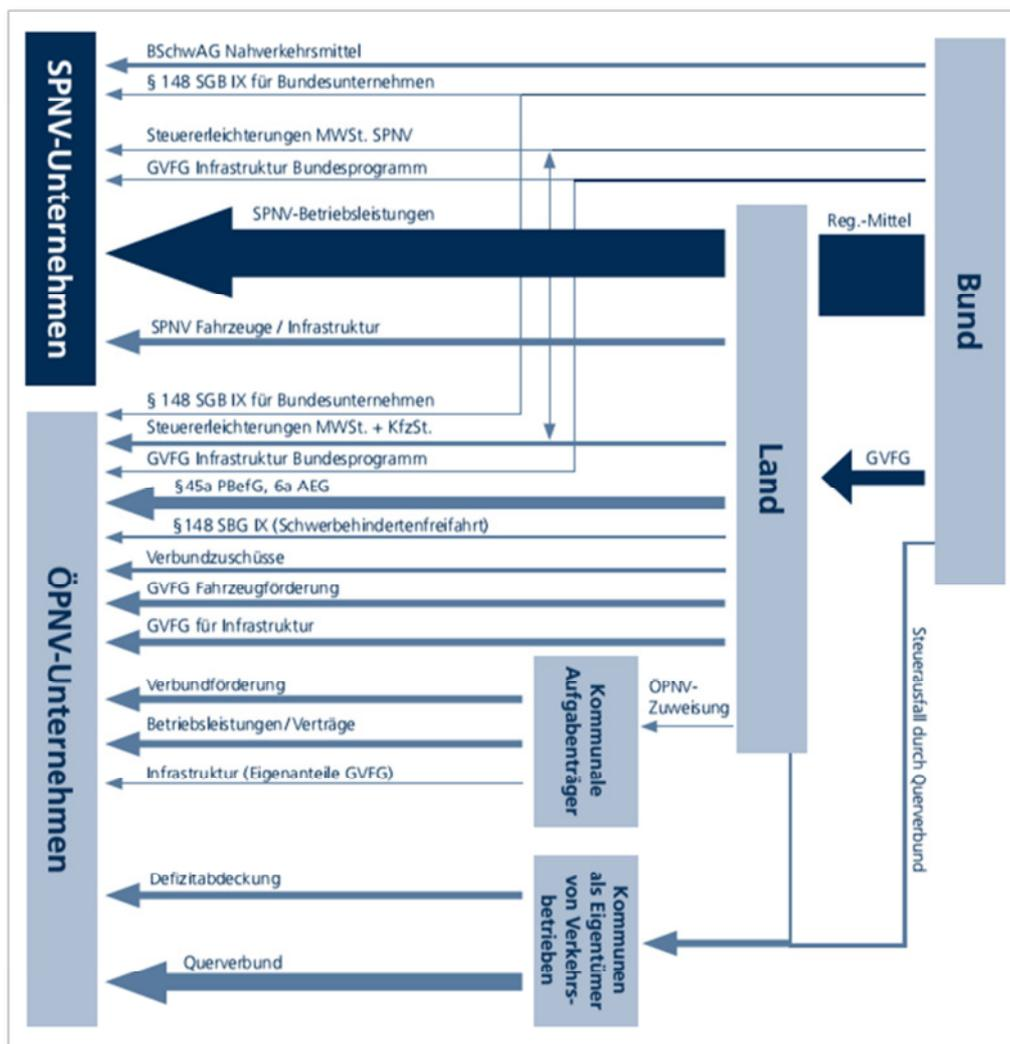 SPNV-Unternehmen
BSchwAG Nahverkehrsmittel
§ 148 SGB IX für Bundesunternehmen
Steuererleichterungen MWSt. SPNV
GVFG Infrastruktur Bundesprogramm
SPNV-Betriebsleistungen
Reg.-Mittel
Bund
SPNV Fahrzeuge / Infrastruktur
ÖPNV-Unternehmen
§ 148 SGB IX für Bundesunternehmen
Steuererleichterungen MWSt. + KfzSt.
GVFG Infrastruktur Bundesprogramm
§45a PBefG, 6a AEG
§148 SBG IX (Schwerbehindertenfreifahrt)
Verbundzuschüsse
GVFG Fahrzeugförderung
GVFG für Infrastruktur
Land
GVFG
Verbundförderung
Betriebsleistungen/Verträge
Infrastruktur (Eigenanteile GVFG)
Kommunale
Aufgabenträger
ÖPNV-
Zuweisung
Steuerausfall durch Querverbund
Defizitabdeckung
Querverbund
Kommunen
als Eigentümer
von Verkehrs-
betrieben